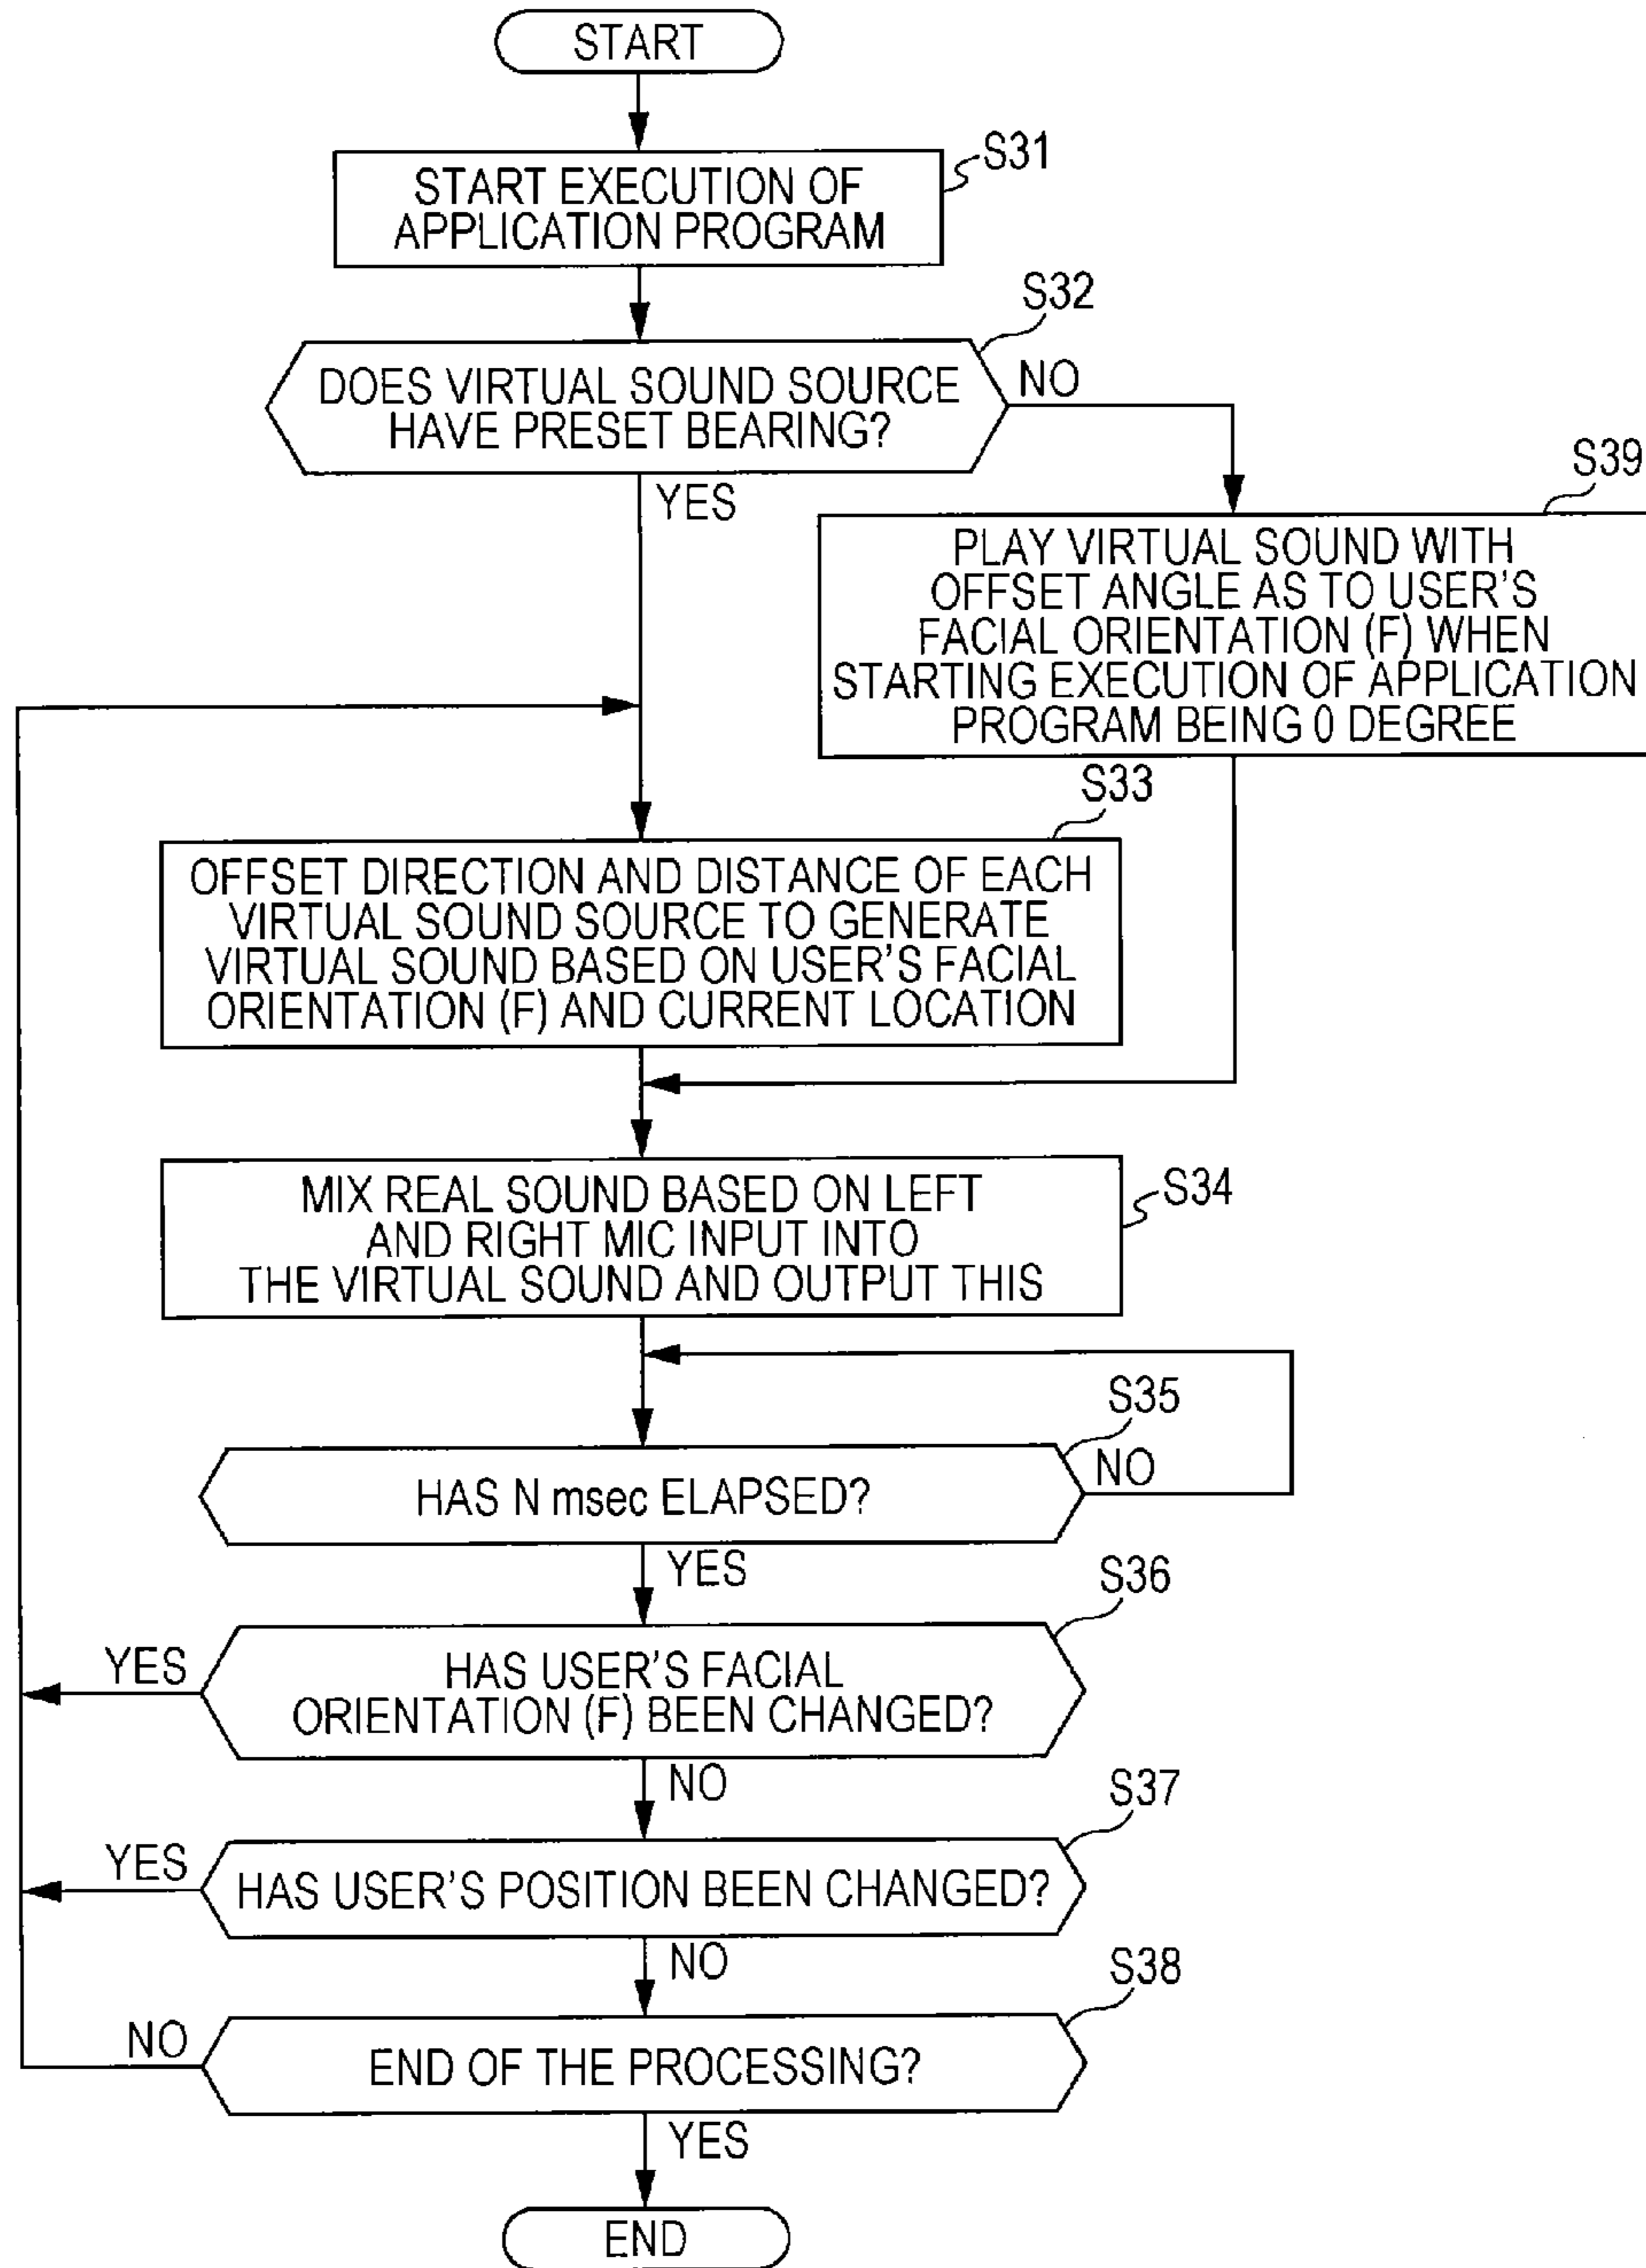 START
S31
START EXECUTION OF
APPLICATION PROGRAM
S32
DOES VIRTUAL SOUND SOURCE
HAVE PRESET BEARING?
NO
YES
S39
PLAY VIRTUAL SOUND WITH
OFFSET ANGLE AS TO USER'S
FACIAL ORIENTATION (F) WHEN
STARTING EXECUTION OF APPLICATION
PROGRAM BEING 0 DEGREE
S33
OFFSET DIRECTION AND DISTANCE OF EACH
VIRTUAL SOUND SOURCE TO GENERATE
VIRTUAL SOUND BASED ON USER'S FACIAL
ORIENTATION (F) AND CURRENT LOCATION
S34
MIX REAL SOUND BASED ON LEFT
AND RIGHT MIC INPUT INTO
THE VIRTUAL SOUND AND OUTPUT THIS
S35
HAS N msec ELAPSED?
NO
YES
S36
YES
HAS USER'S FACIAL
ORIENTATION (F) BEEN CHANGED?
NO
S37
YES
HAS USER'S POSITION BEEN CHANGED?
NO
S38
NO
END OF THE PROCESSING?
YES
END